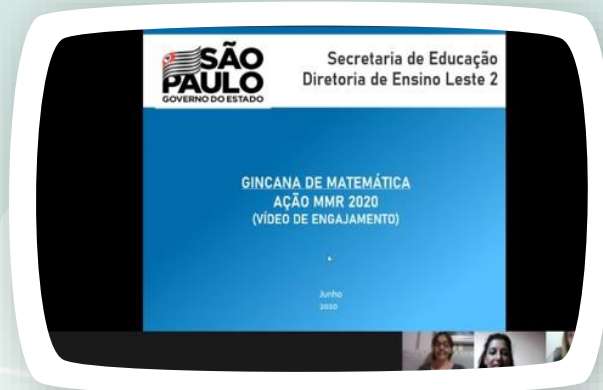 SÃO
PAULO
GOVERNO DO ESTADO
Secretaria de Educação
Diretoria de Ensino Leste 2
GINCANA DE MATEMÁTICA
AÇÃO MMR 2020
(VÍDEO DE ENGAJAMENTO)
Junho
2020